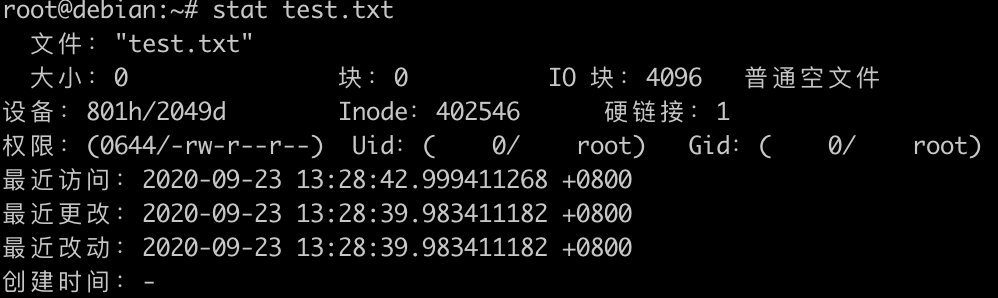 root@debian:~# stat test.txt
文件："test.txt"
大小：0 块：0 IO 块：4096 普通空文件
设备：801h/2049d Inode：402546 硬链接：1
权限：(0644/-rw-r--r--) Uid：( 0/ root) Gid：( 0/ root)
最近访问：2020-09-23 13:28:42.999411268 +0800
最近更改：2020-09-23 13:28:39.983411182 +0800
最近改动：2020-09-23 13:28:39.983411182 +0800
创建时间：-